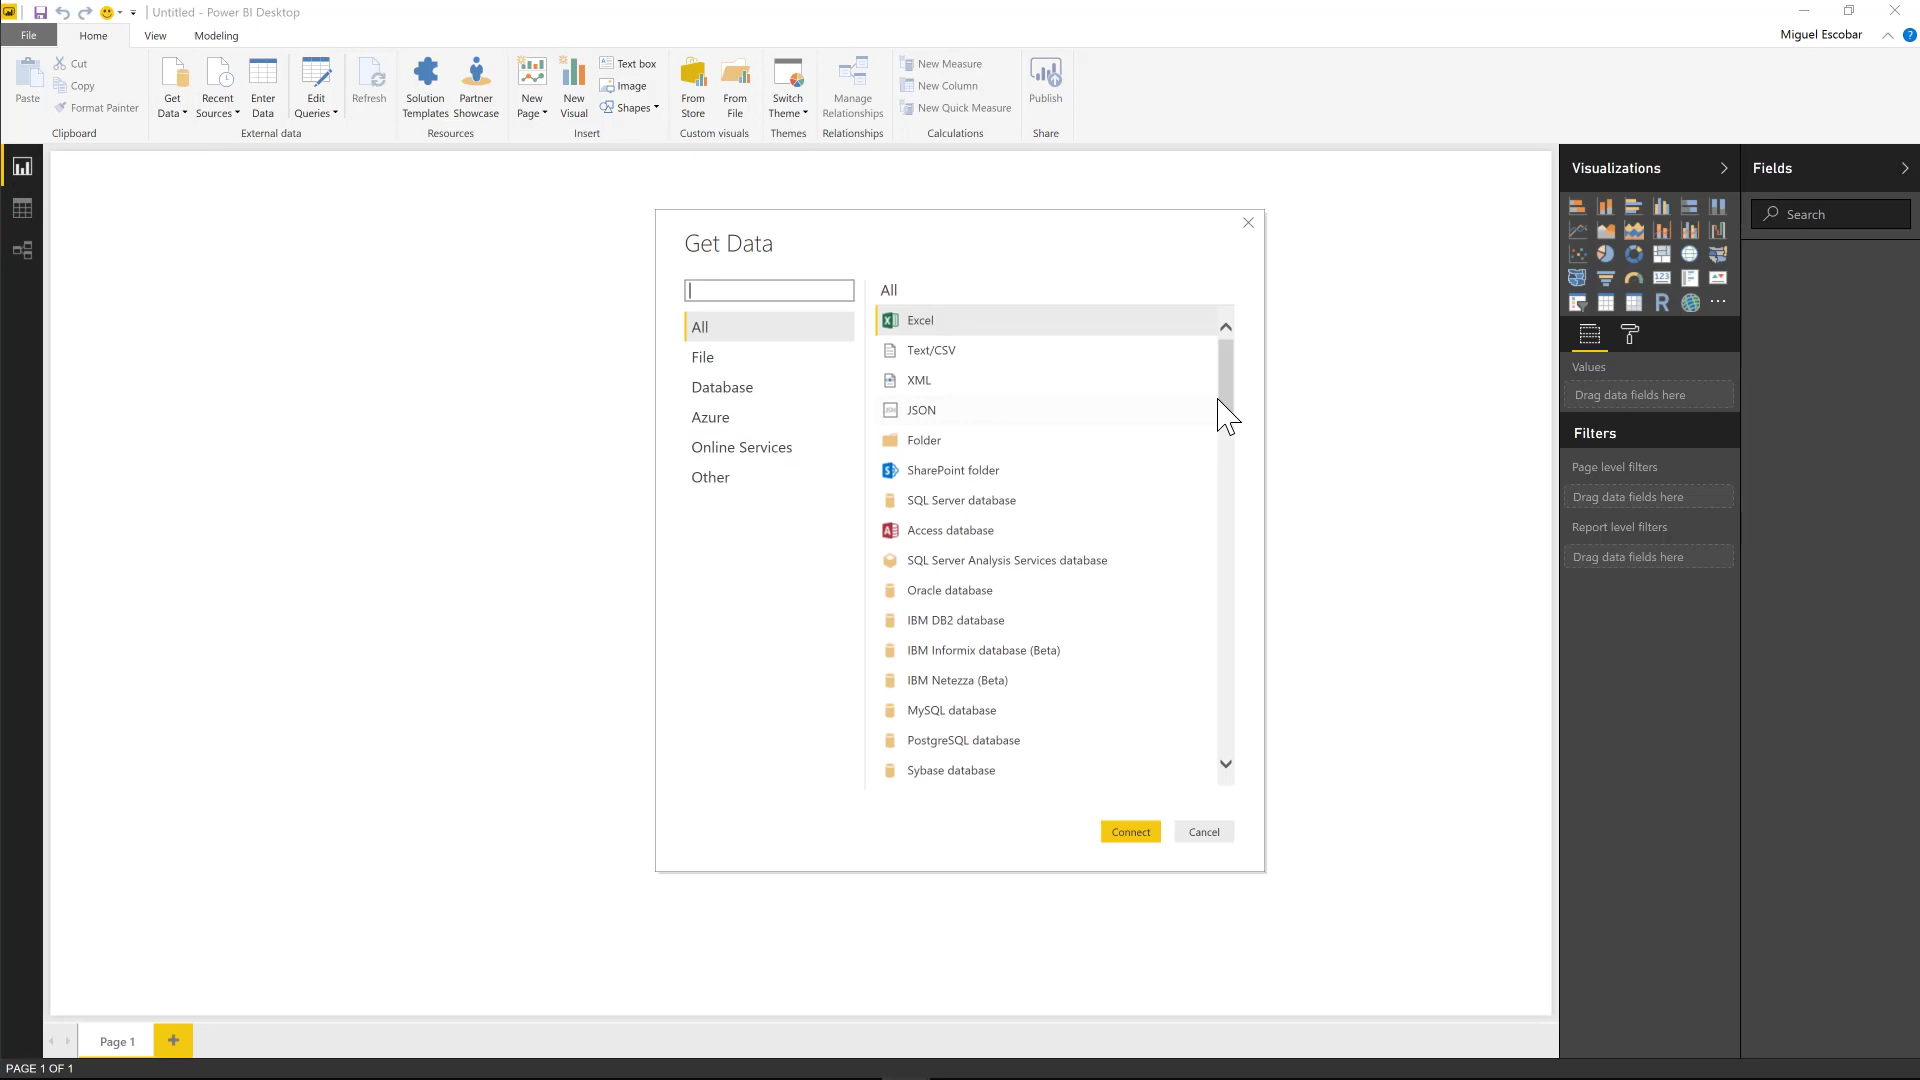 Untitled - Power BI Desktop
File
Home
View
Modeling
Miguel Escobar
?
Paste
Cut
Copy
Format Painter
Clipboard
Get Data
Recent Sources
Enter Data
External data
Edit Queries
Refresh
Solution Templates
Partner Showcase
Resources
New Page
New Visual
Text box
Image
Shapes
Insert
From Store
From File
Custom visuals
Switch Theme
Themes
Manage Relationships
Relationships
New Measure
New Column
New Quick Measure
Calculations
Publish
Share
Get Data
All
File
Database
Azure
Online Services
Other
All
Excel
Text/CSV
XML
JSON
Folder
SharePoint folder
SQL Server database
Access database
SQL Server Analysis Services database
Oracle database
IBM DB2 database
IBM Informix database (Beta)
IBM Netezza (Beta)
MySQL database
PostgreSQL database
Sybase database
Connect
Cancel
Visualizations
123
R
Values
Drag data fields here
Filters
Page level filters
Drag data fields here
Report level filters
Drag data fields here
Fields
Search
Page 1
PAGE 1 OF 1